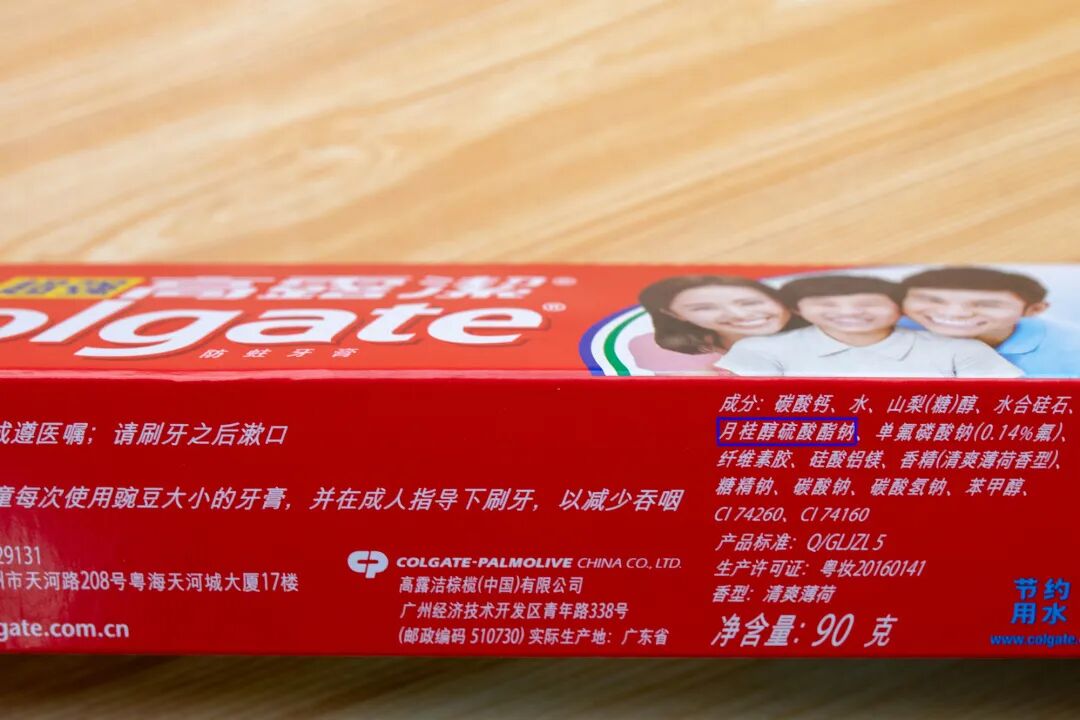 高露潔®
olgate®
防蛀牙膏
遵医嘱；请刷牙之后漱口
童每次使用豌豆大小的牙膏，并在成人指导下刷牙，以减少吞咽
29131
市天河路208号粤海天河城大厦17楼
gate.com.cn
CP COLGATE-PALMOLIVE CHINA CO., LTD.
高露洁棕榄(中国)有限公司
广州经济技术开发区青年路338号
(邮政编码 510730) 实际生产地：广东省
成分：碳酸钙、水、山梨(糖)醇、水合硅石、
月桂醇硫酸酯钠、单氟磷酸钠(0.14%氟)、
纤维素胶、硅酸铝镁、香精(清爽薄荷香型)、
糖精钠、碳酸钠、碳酸氢钠、苯甲醇、
CI 74260、CI 74160
产品标准：Q/GLJZL 5
生产许可证：粤妆20160141
香型：清爽薄荷
净含量：90 克
节约
用水
www.colgate.